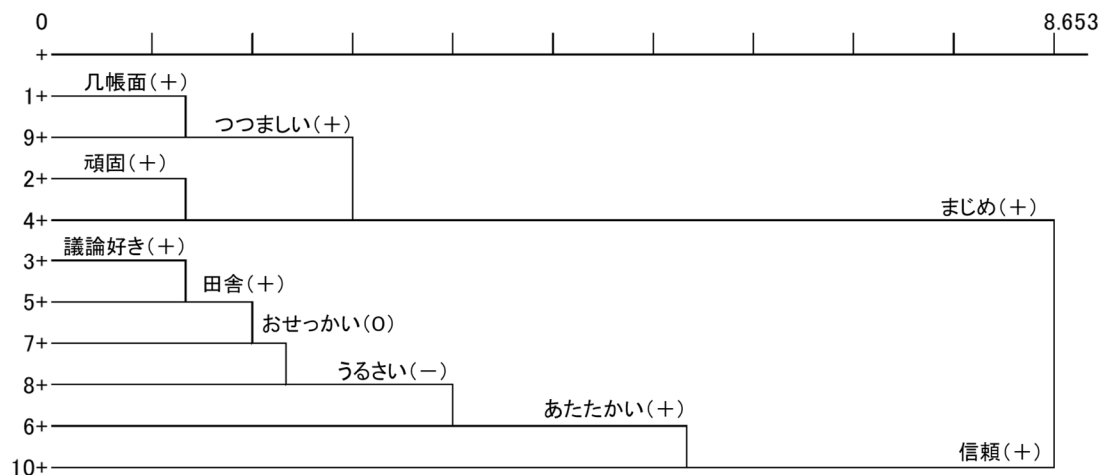 0 8.653
+
几帳面(+)
1+
つつましい(+)
9+
頑固(+)
2+
まじめ(+)
4+
議論好き(+)
3+
田舎(+)
5+
おせっかい(0)
7+
うるさい(-)
8+
あたたかい(+)
6+
信頼(+)
10+